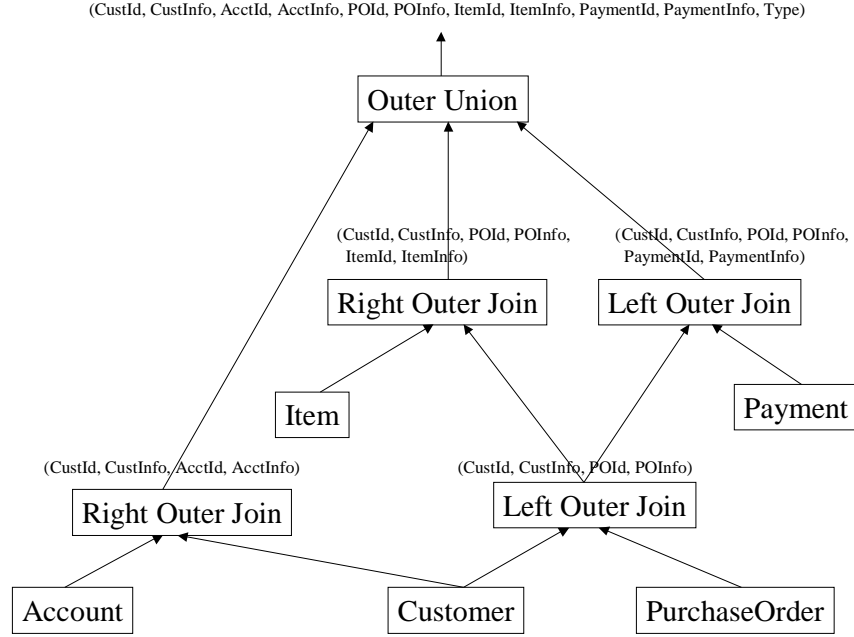 (CustId, CustInfo, AcctId, AcctInfo, POId, POInfo, ItemId, ItemInfo, PaymentId, PaymentInfo, Type)
Outer Union
(CustId, CustInfo, POId, POInfo,
ItemId, ItemInfo)
(CustId, CustInfo, POId, POInfo,
PaymentId, PaymentInfo)
Right Outer Join
Left Outer Join
Item
Payment
(CustId, CustInfo, AcctId, AcctInfo)
(CustId, CustInfo, POId, POInfo)
Right Outer Join
Left Outer Join
Account
Customer
PurchaseOrder